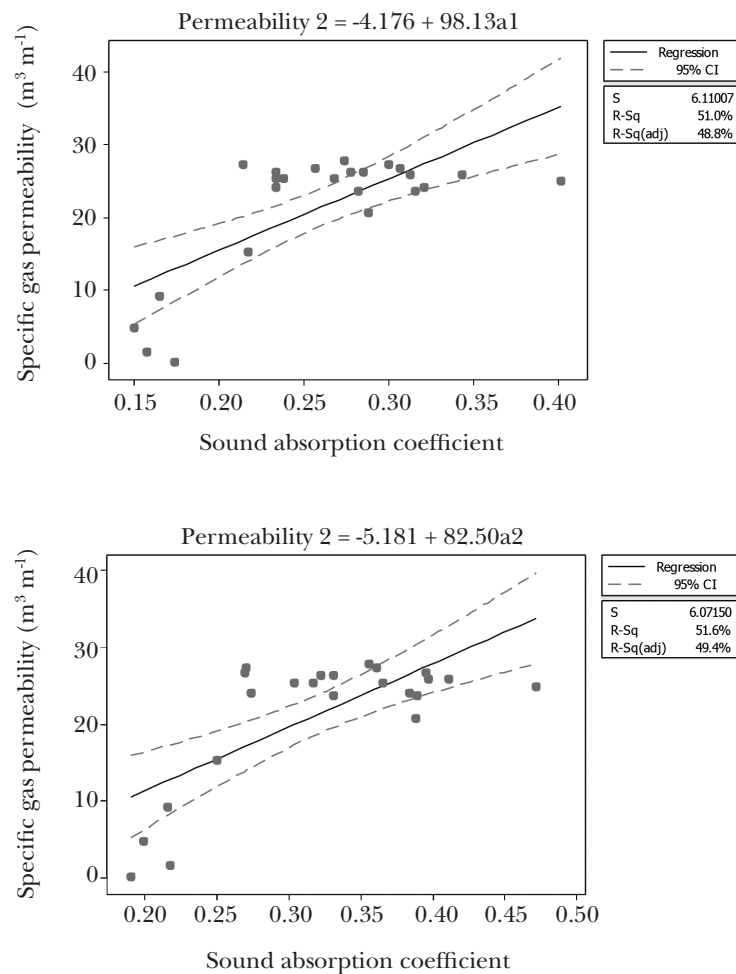 Permeability 2 = -4.176 + 98.13a1
Specific gas permeability (m³ m⁻¹)
40
30
20
10
0
0.15 0.20 0.25 0.30 0.35 0.40
Sound absorption coefficient
Regression
95% CI
S 6.11007
R-Sq 51.0%
R-Sq(adj) 48.8%
Permeability 2 = -5.181 + 82.50a2
Specific gas permeability (m³ m⁻¹)
40
30
20
10
0
0.20 0.25 0.30 0.35 0.40 0.45 0.50
Sound absorption coefficient
Regression
95% CI
S 6.07150
R-Sq 51.6%
R-Sq(adj) 49.4%